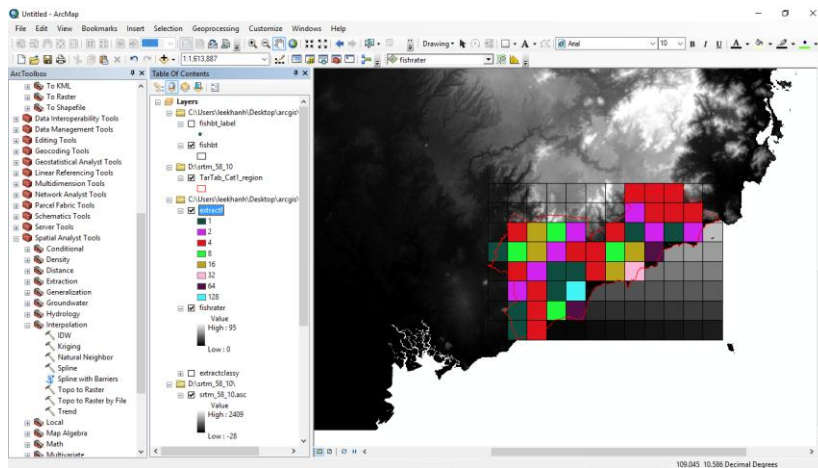 Untitled - ArcMap
File Edit View Bookmarks Insert Selection Geoprocessing Customize Windows Help
Drawing A Arial 10 B I U A
1:1,613,887 fishrater
ArcToolbox
To KML
To Raster
To Shapefile
Data Interoperability Tools
Data Management Tools
Editing Tools
Geocoding Tools
Geostatistical Analyst Tools
Linear Referencing Tools
Multidimension Tools
Network Analyst Tools
Parcel Fabric Tools
Schematics Tools
Server Tools
Spatial Analyst Tools
Conditional
Density
Distance
Extraction
Generalization
Groundwater
Hydrology
Interpolation
IDW
Kriging
Natural Neighbor
Spline
Spline with Barriers
Topo to Raster
Topo to Raster by File
Trend
Local
Map Algebra
Math
Multivariate
Table Of Contents
Layers
C:\Users\leekhanh\Desktop\arcgis\
fishbt_label
fishbt
D:\srtm_58_10
TarTab_Cat1_region
C:\Users\leekhanh\Desktop\arcgis\
extractf
1
2
4
8
16
32
64
128
fishrater
Value
High : 95
Low : 0
extractclassy
D:\srtm_58_10\
srtm_58_10.asc
Value
High : 2409
Low : -28
109.045 10.586 Decimal Degrees